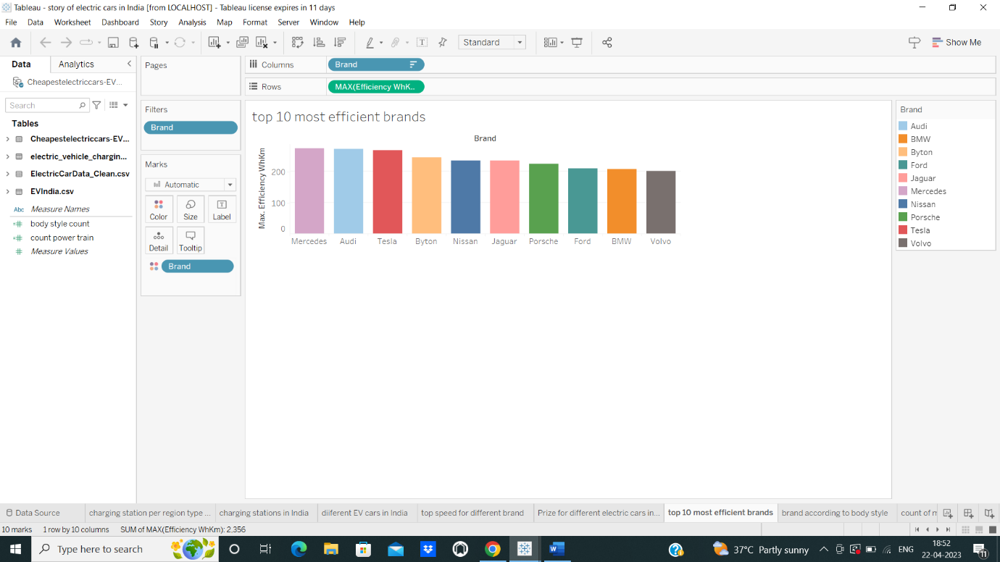 Tableau - story of electric cars in India [from LOCALHOST] - Tableau license expires in 11 days
File Data Worksheet Dashboard Story Analysis Map Format Server Window Help
Standard
Show Me
Data Analytics
Cheapestelectriccars-EV...
Search
Tables
Cheapestelectriccars-EV...
electric_vehicle_chargin...
ElectricCarData_Clean.csv
EVIndia.csv
Abc Measure Names
body style count
count power train
Measure Values
Pages
Filters
Brand
Marks
Automatic
Color Size Label
Detail Tooltip
Brand
Columns Brand
Rows MAX(Efficiency WhK..
top 10 most efficient brands
Brand
Max. Efficiency WhKm
200
100
0
Mercedes Audi Tesla Byton Nissan Jaguar Porsche Ford BMW Volvo
Brand
Audi
BMW
Byton
Ford
Jaguar
Mercedes
Nissan
Porsche
Tesla
Volvo
Data Source charging station per region type ... charging stations in India diifferent EV cars in India top speed for different brand Prize for different electric cars in... top 10 most efficient brands brand according to body style count of m
10 marks 1 row by 10 columns SUM of MAX(Efficiency WhKm): 2,356
Type here to search
37°C Partly sunny
ENG
18:52
22-04-2023
11